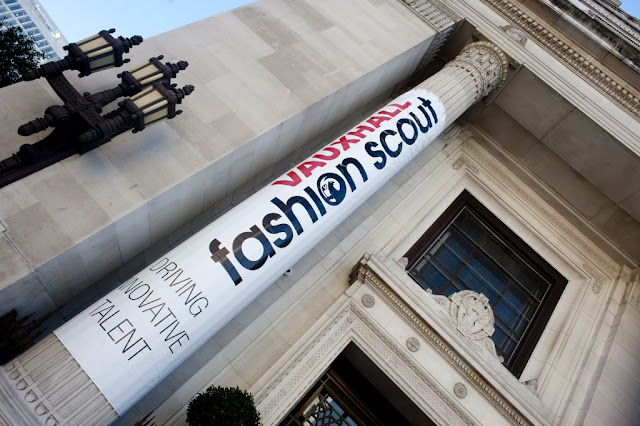 VAUXHALL
fashion scout
DRIVING
INNOVATIVE
TALENT